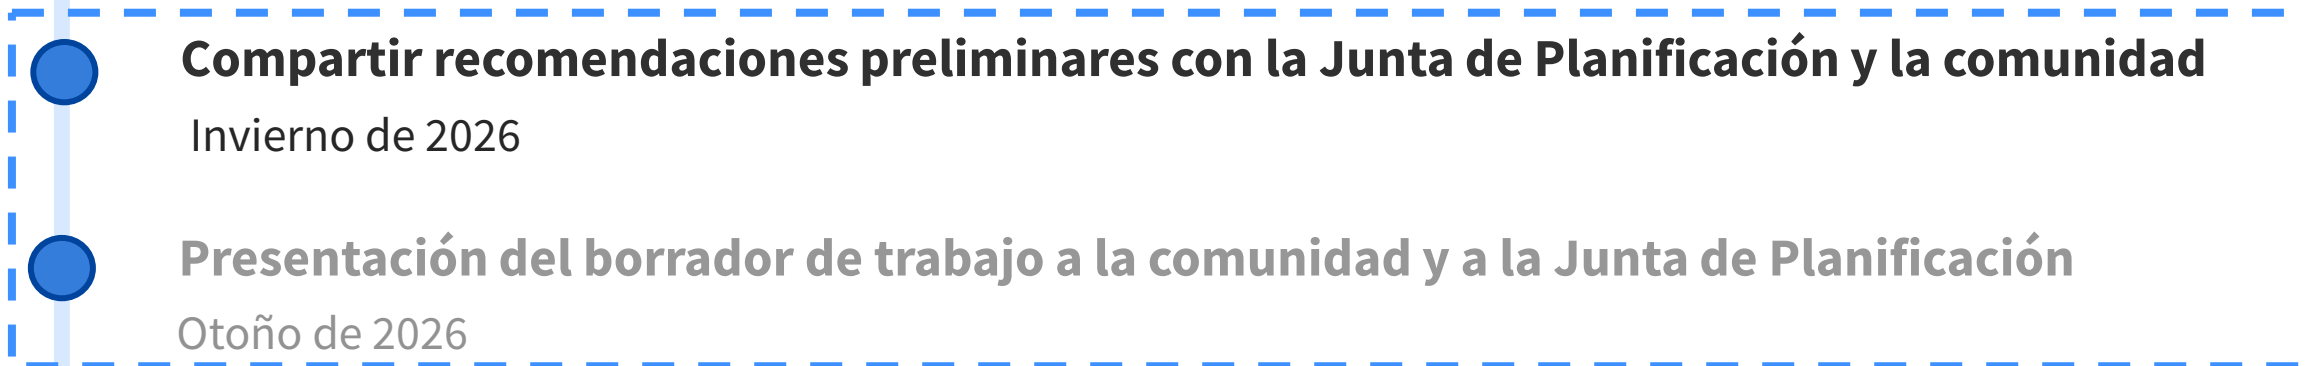 Compartir recomendaciones preliminares con la Junta de Planificación y la comunidad
Invierno de 2026
Presentación del borrador de trabajo a la comunidad y a la Junta de Planificación
Otoño de 2026